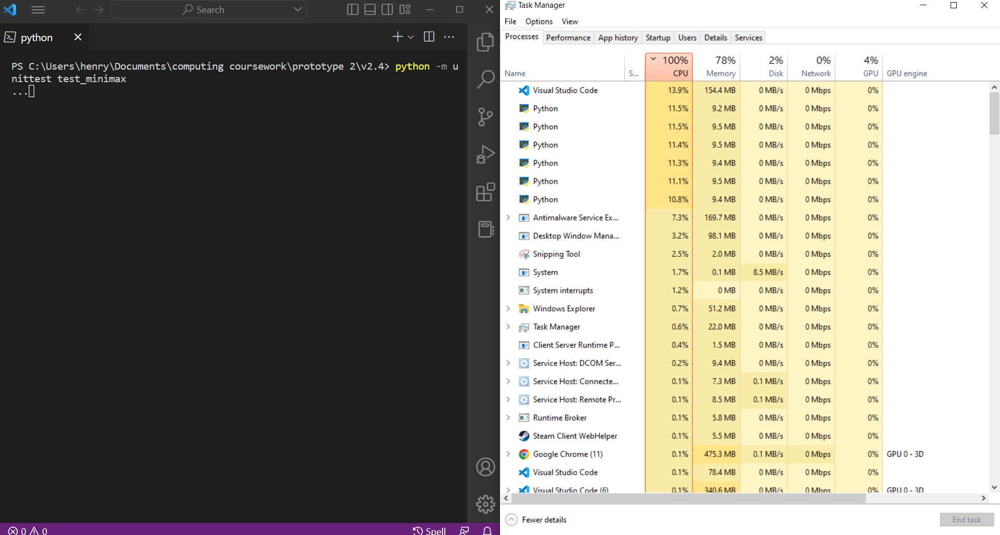 Search
python
PS C:\Users\henry\Documents\computing coursework\prototype 2\v2.4> python -m u
nittest test_minimax
...
0 0
Spell
Task Manager
File Options View
Processes Performance App history Startup Users Details Services
100% 78% 2% 0% 4%
Name S... CPU Memory Disk Network GPU GPU engine
Visual Studio Code 13.9% 154.4 MB 0 MB/s 0 Mbps 0%
Python 11.5% 9.2 MB 0 MB/s 0 Mbps 0%
Python 11.5% 9.5 MB 0 MB/s 0 Mbps 0%
Python 11.4% 9.5 MB 0 MB/s 0 Mbps 0%
Python 11.3% 9.4 MB 0 MB/s 0 Mbps 0%
Python 11.1% 9.5 MB 0 MB/s 0 Mbps 0%
Python 10.8% 9.4 MB 0 MB/s 0 Mbps 0%
Antimalware Service Ex... 7.3% 169.7 MB 0 MB/s 0 Mbps 0%
Desktop Window Mana... 3.2% 98.1 MB 0 MB/s 0 Mbps 0%
Snipping Tool 2.5% 2.0 MB 0 MB/s 0 Mbps 0%
System 1.7% 0.1 MB 8.5 MB/s 0 Mbps 0%
System interrupts 1.2% 0 MB 0 MB/s 0 Mbps 0%
Windows Explorer 0.7% 51.2 MB 0 MB/s 0 Mbps 0%
Task Manager 0.6% 22.0 MB 0 MB/s 0 Mbps 0%
Client Server Runtime P... 0.4% 1.5 MB 0 MB/s 0 Mbps 0%
Service Host: DCOM Ser... 0.2% 9.4 MB 0 MB/s 0 Mbps 0%
Service Host: Connecte... 0.1% 7.3 MB 0.1 MB/s 0 Mbps 0%
Service Host: Remote Pr... 0.1% 8.5 MB 0.1 MB/s 0 Mbps 0%
Runtime Broker 0.1% 5.8 MB 0 MB/s 0 Mbps 0%
Steam Client WebHelper 0.1% 5.5 MB 0 MB/s 0 Mbps 0%
Google Chrome (11) 0.1% 475.3 MB 0.1 MB/s 0 Mbps 0% GPU 0 - 3D
Visual Studio Code 0.1% 78.4 MB 0 MB/s 0 Mbps 0%
Visual Studio Code (6) 0.1% 340.6 MB 0 MB/s 0 Mbps 0% GPU 0 - 3D
Fewer details
End task